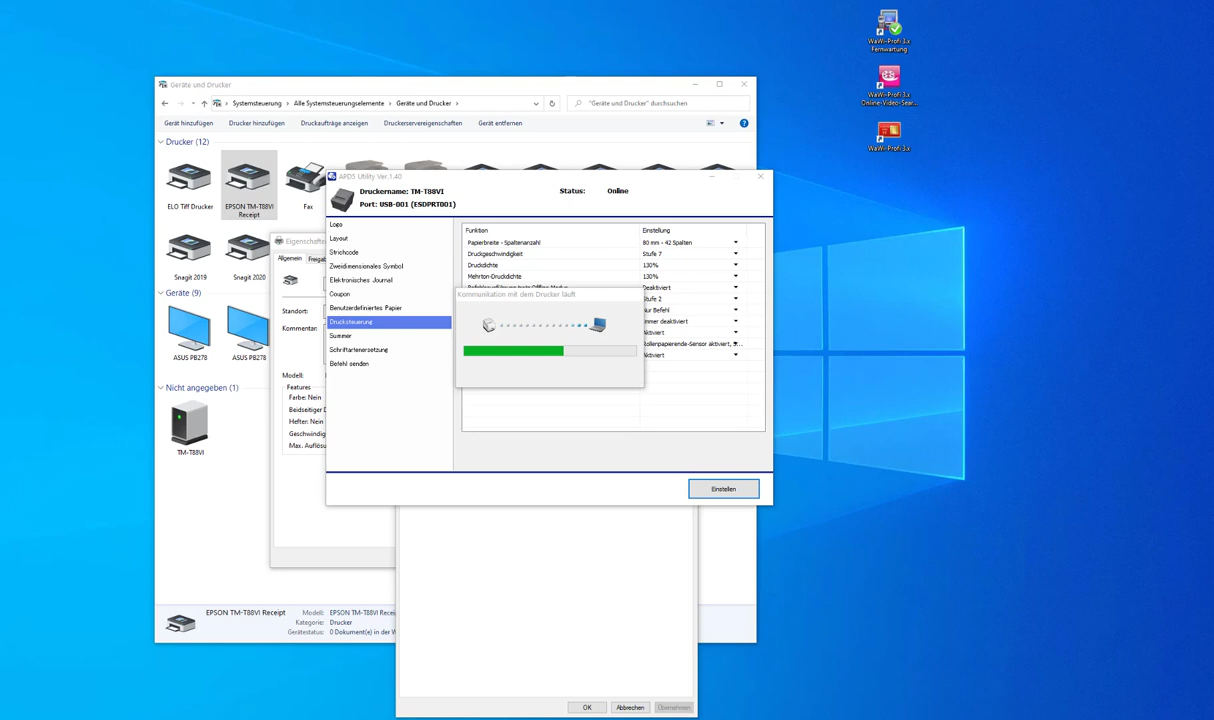 WaWi-Profi 3.x
Fernwartung
WaWi-Profi 3.x
Online-Video-Sear...
WaWi-Profi 3.x
Geräte und Drucker
Systemsteuerung > Alle Systemsteuerungselemente > Geräte und Drucker >
"Geräte und Drucker" durchsuchen
Gerät hinzufügen Drucker hinzufügen Druckaufträge anzeigen Druckerservereigenschaften Gerät entfernen
Drucker (12)
ELO Tiff Drucker
EPSON TM-T88VI
Receipt
Fax
Snagit 2019
Snagit 2020
Geräte (9)
ASUS PB278
ASUS PB278
Nicht angegeben (1)
TM-T88VI
EPSON TM-T88VI Receipt
Modell: EPSON TM-T88VI Recei
Kategorie: Drucker
Gerätestatus: 0 Dokument(e) in der W
Eigenschaften
Allgemein Freigab
Standort:
Kommentar:
Modell:
Features
Farbe: Nein
Beidseitiger D
Hefter: Nein
Geschwindig
Max. Auflösu
APD5 Utility Ver.1.40
Druckername: TM-T88VI
Port: USB-001 (ESDPRT001)
Status: Online
Logo
Layout
Strichcode
Zweidimensionales Symbol
Elektronisches Journal
Coupon
Benutzerdefiniertes Papier
Drucksteuerung
Summer
Schriftartenersetzung
Befehl senden
Funktion Einstellung
Papierbreite - Spaltenanzahl 80 mm - 42 Spalten
Druckgeschwindigkeit Stufe 7
Druckdichte 130%
Mehrton-Druckdichte 130%
Deaktiviert
Stufe 2
Nur Befehl
Immer deaktiviert
Aktiviert
Rollenpapierende-Sensor aktiviert, S...
Aktiviert
Kommunikation mit dem Drucker läuft
Einstellen
OK Abbrechen Übernehmen